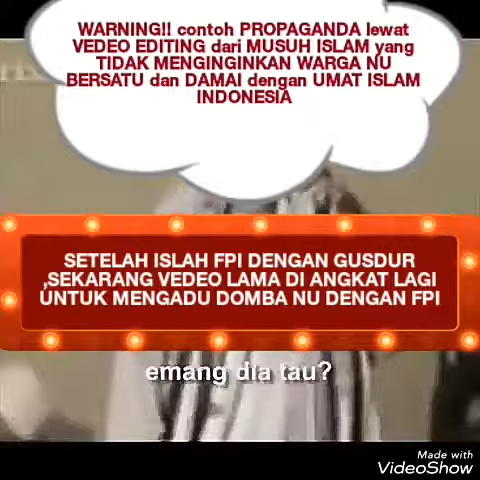 WARNING!! contoh PROPAGANDA lewat
VEDEO EDITING dari MUSUH ISLAM yang
TIDAK MENGINGINKAN WARGA NU
BERSATU dan DAMAI dengan UMAT ISLAM
INDONESIA
SETELAH ISLAH FPI DENGAN GUSDUR
,SEKARANG VEDEO LAMA DI ANGKAT LAGI
UNTUK MENGADU DOMBA NU DENGAN FPI
emang dia tau?
Made with
VideoShow